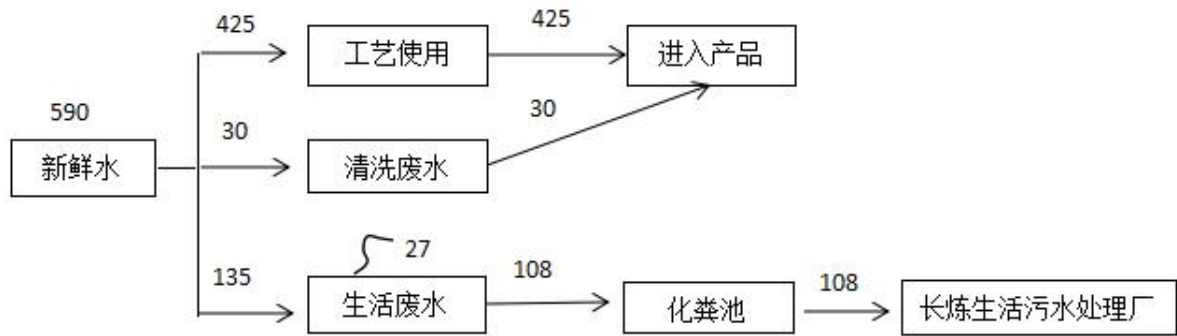 425
工艺使用
425
进入产品
590
新鲜水
30
清洗废水
30
135
生活废水
27
108
化粪池
108
长炼生活污水处理厂